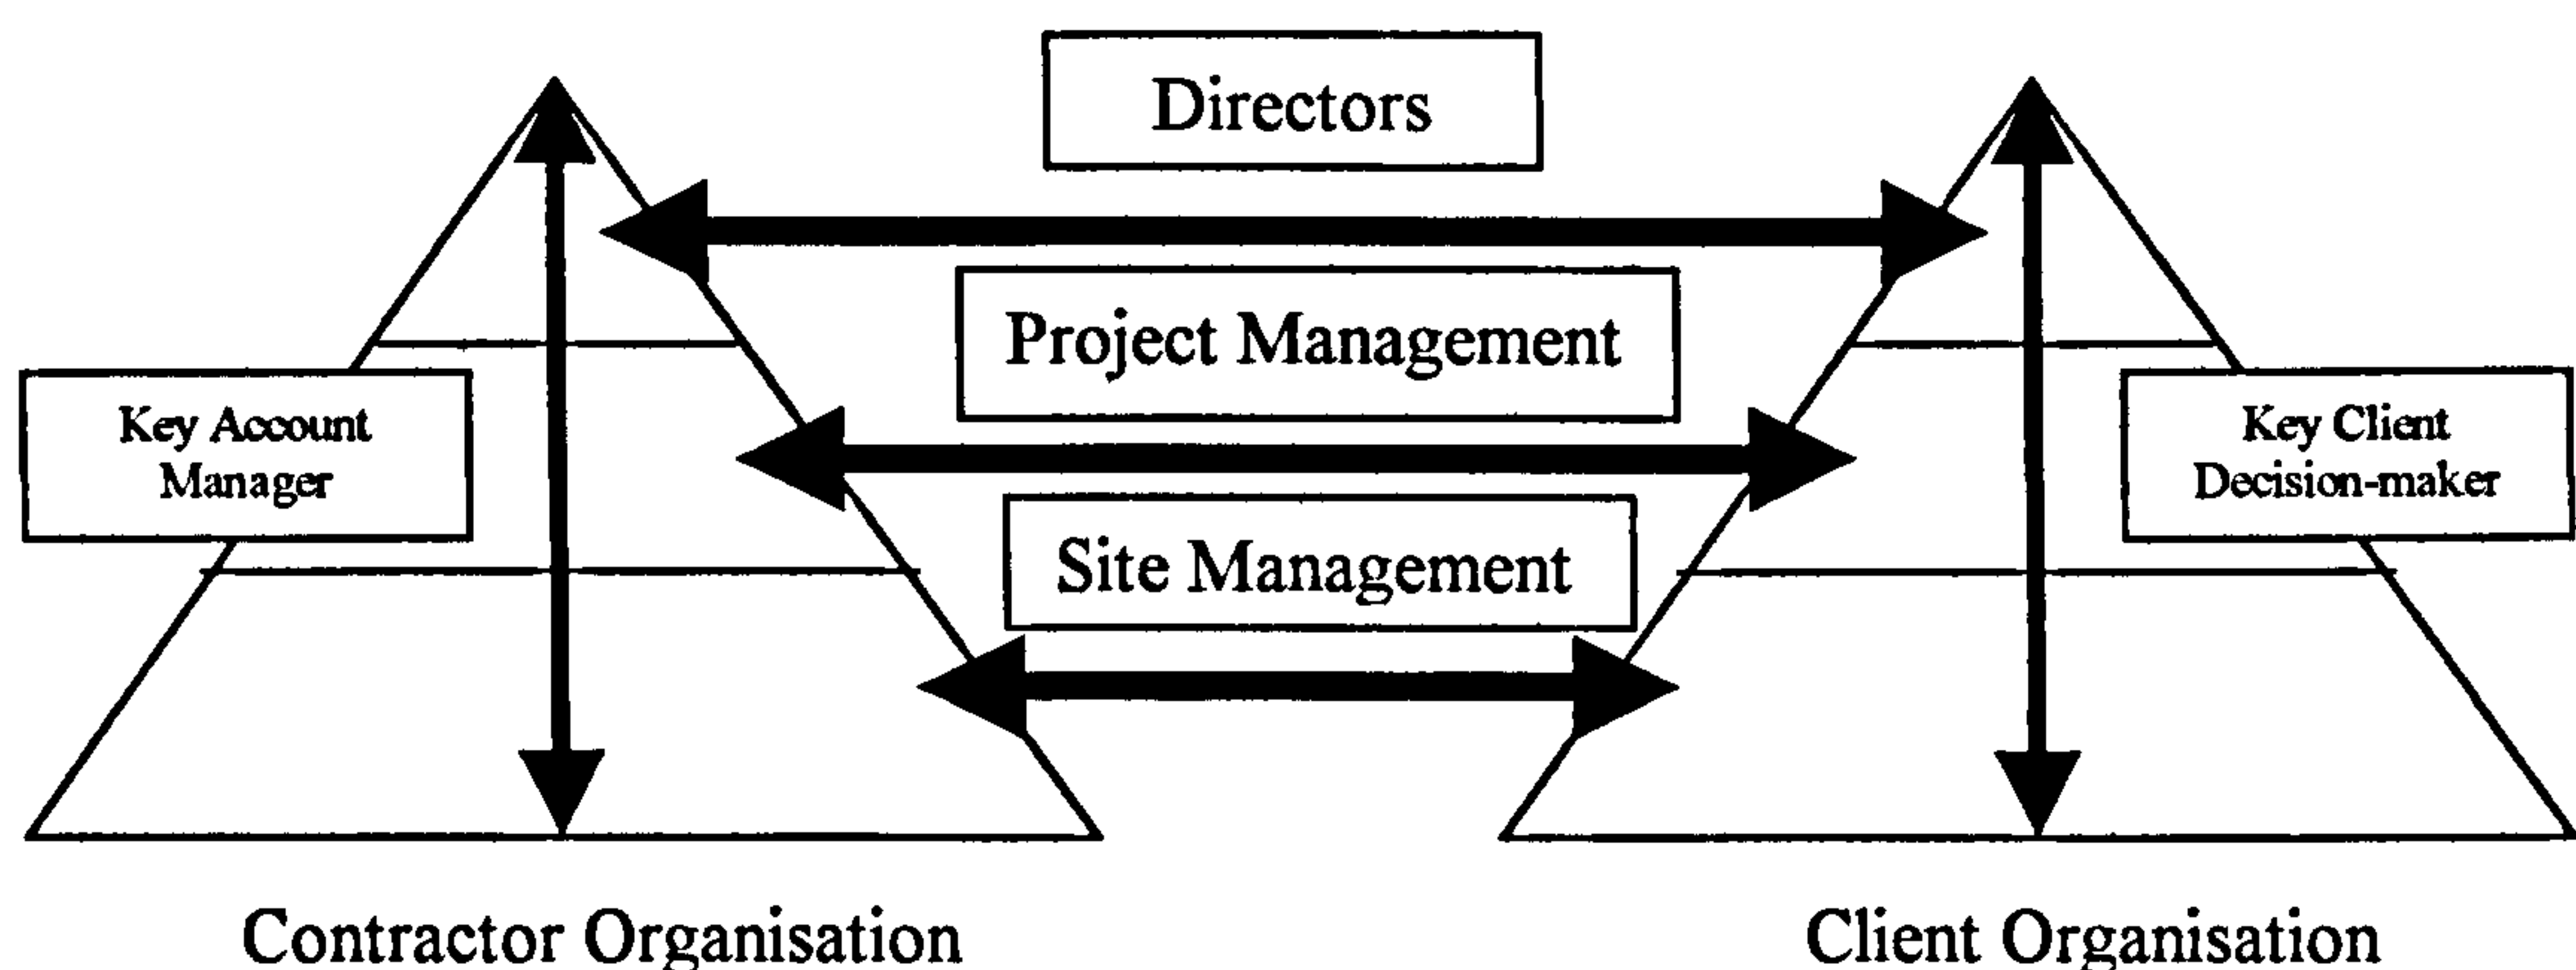 Directors
Project Management
Key Account
Manager
Key Client
Decision-maker
Site Management
Contractor Organisation
Client Organisation